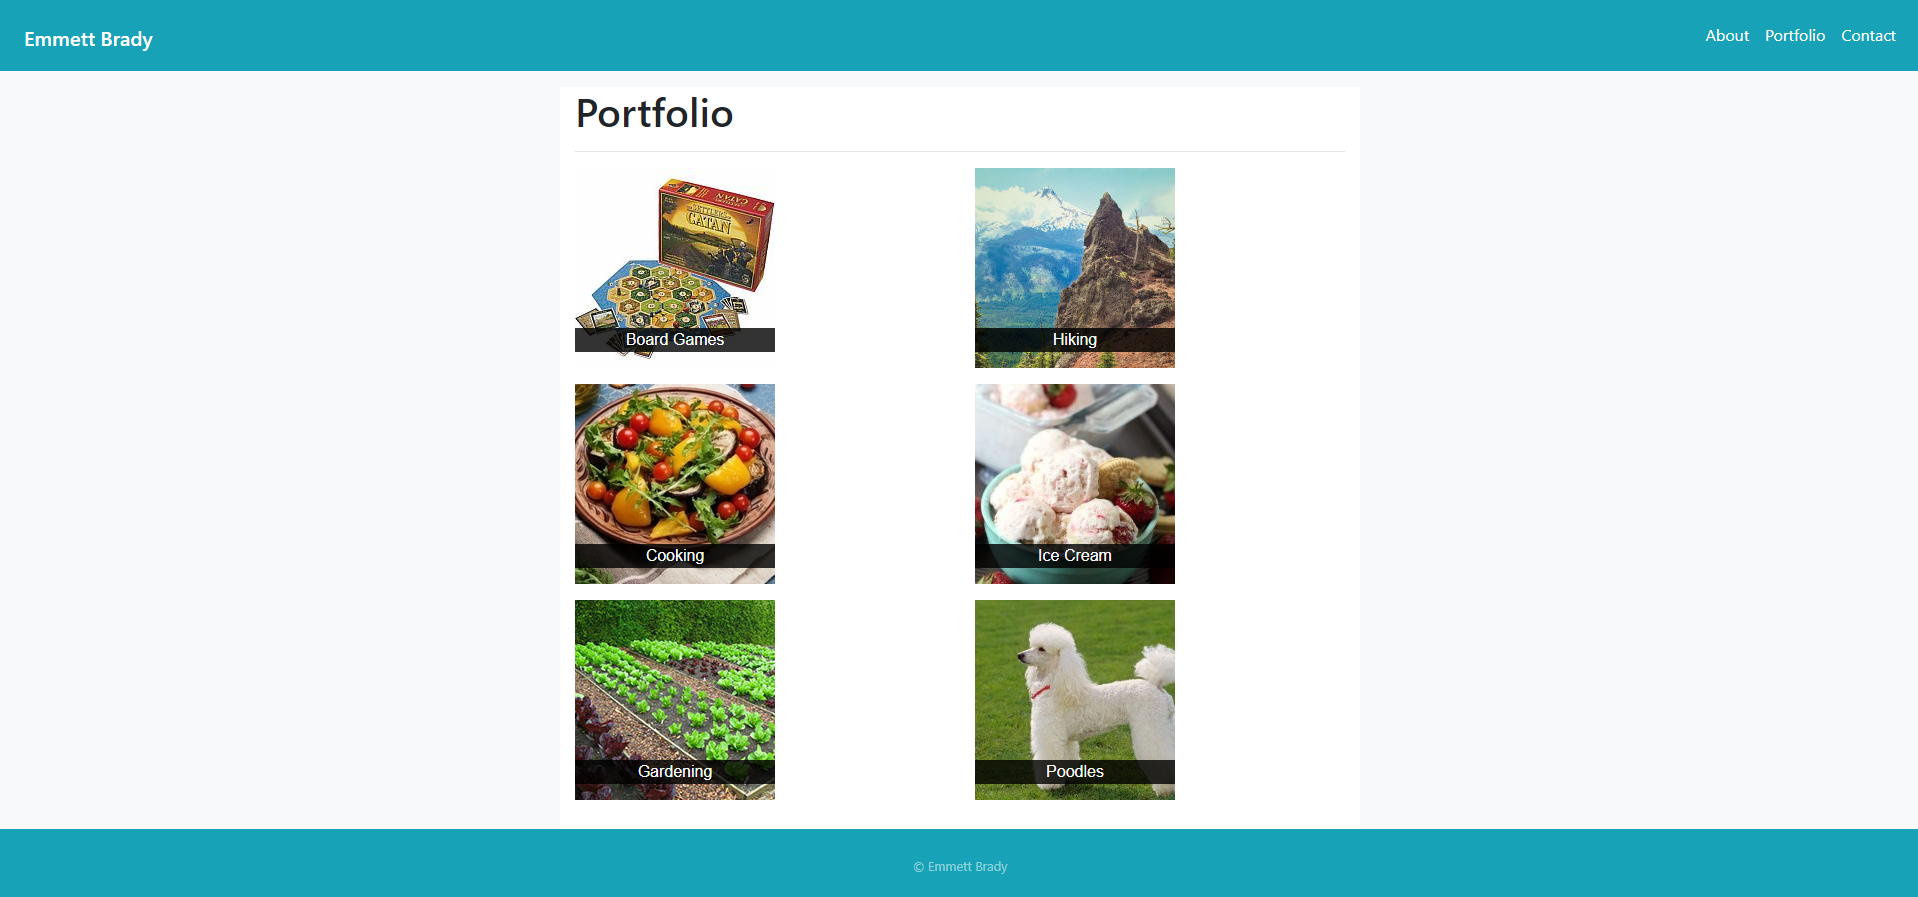 Emmett Brady
About Portfolio Contact
Portfolio
CATAN
Board Games
Hiking
Cooking
Ice Cream
Gardening
Poodles
© Emmett Brady